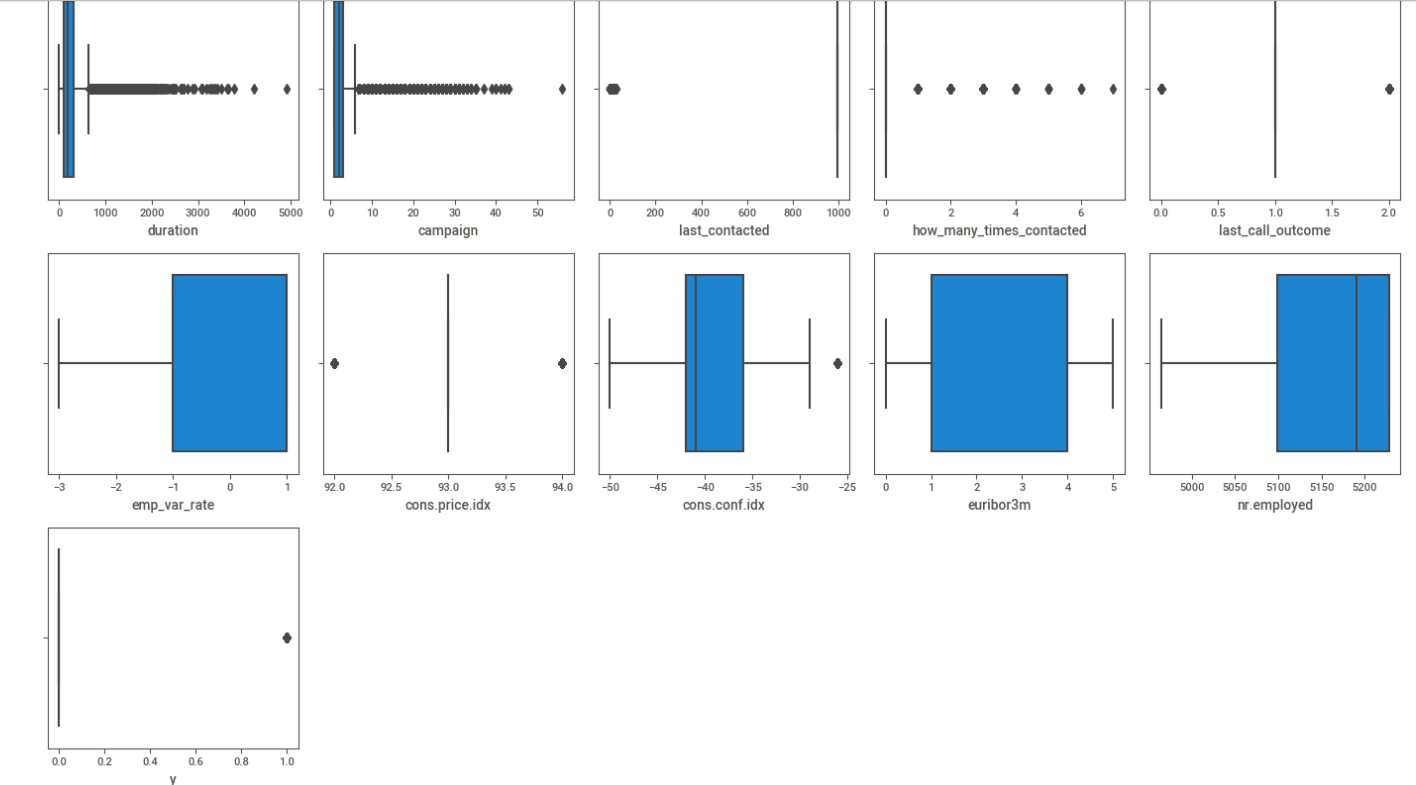 0 1000 2000 3000 4000 5000 0 10 20 30 40 50 0 200 400 600 800 1000 0 2 4 6 0.0 0.5 1.0 1.5 2.0
duration campaign last_contacted how_many_times_contacted last_call_outcome
−3 −2 −1 0 1 92.0 92.5 93.0 93.5 94.0 −50 −45 −40 −35 −30 −25 0 1 2 3 4 5 5000 5050 5100 5150 5200
emp_var_rate cons.price.idx cons.conf.idx euribor3m nr.employed
0.0 0.2 0.4 0.6 0.8 1.0
y